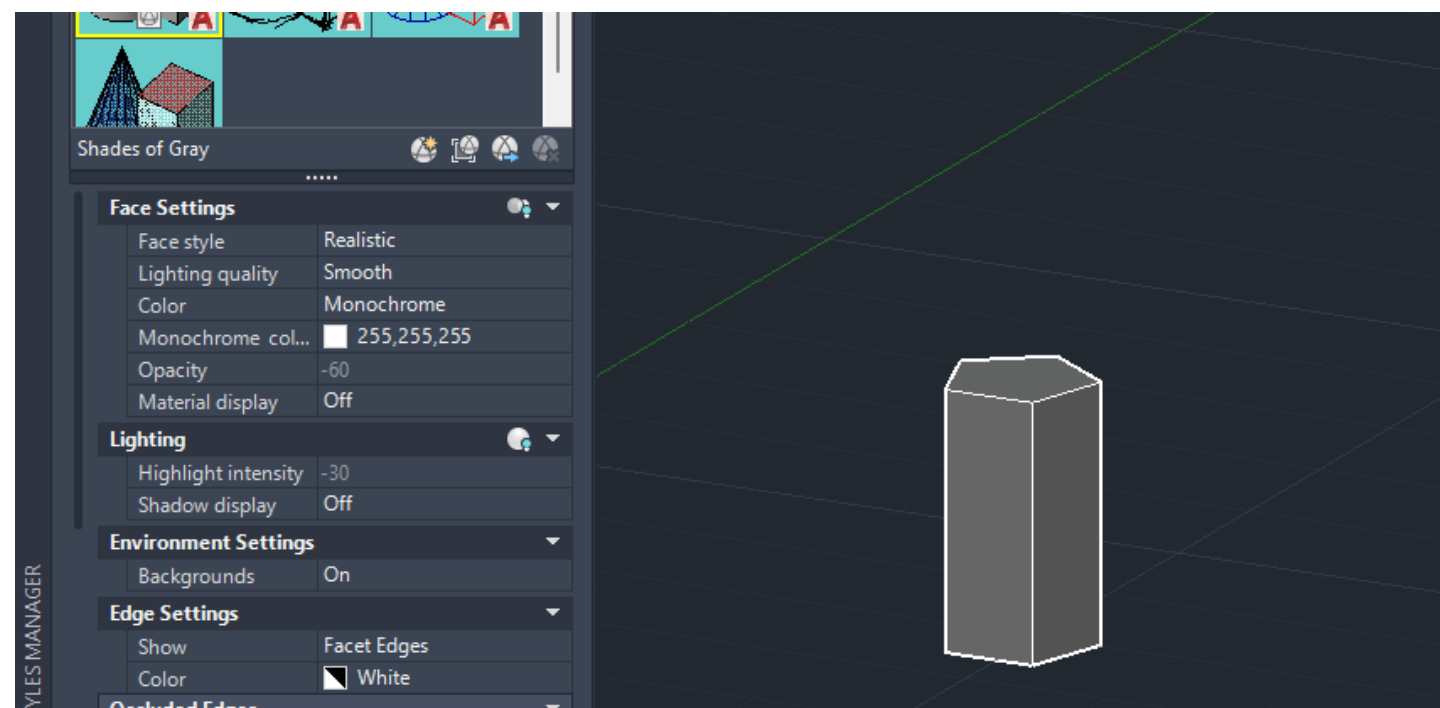 Shades of Gray
Face Settings
Face style Realistic
Lighting quality Smooth
Color Monochrome
Monochrome col... 255,255,255
Opacity -60
Material display Off
Lighting
Highlight intensity -30
Shadow display Off
Environment Settings
Backgrounds On
Edge Settings
Show Facet Edges
Color White
Occluded Edges
YLES MANAGER